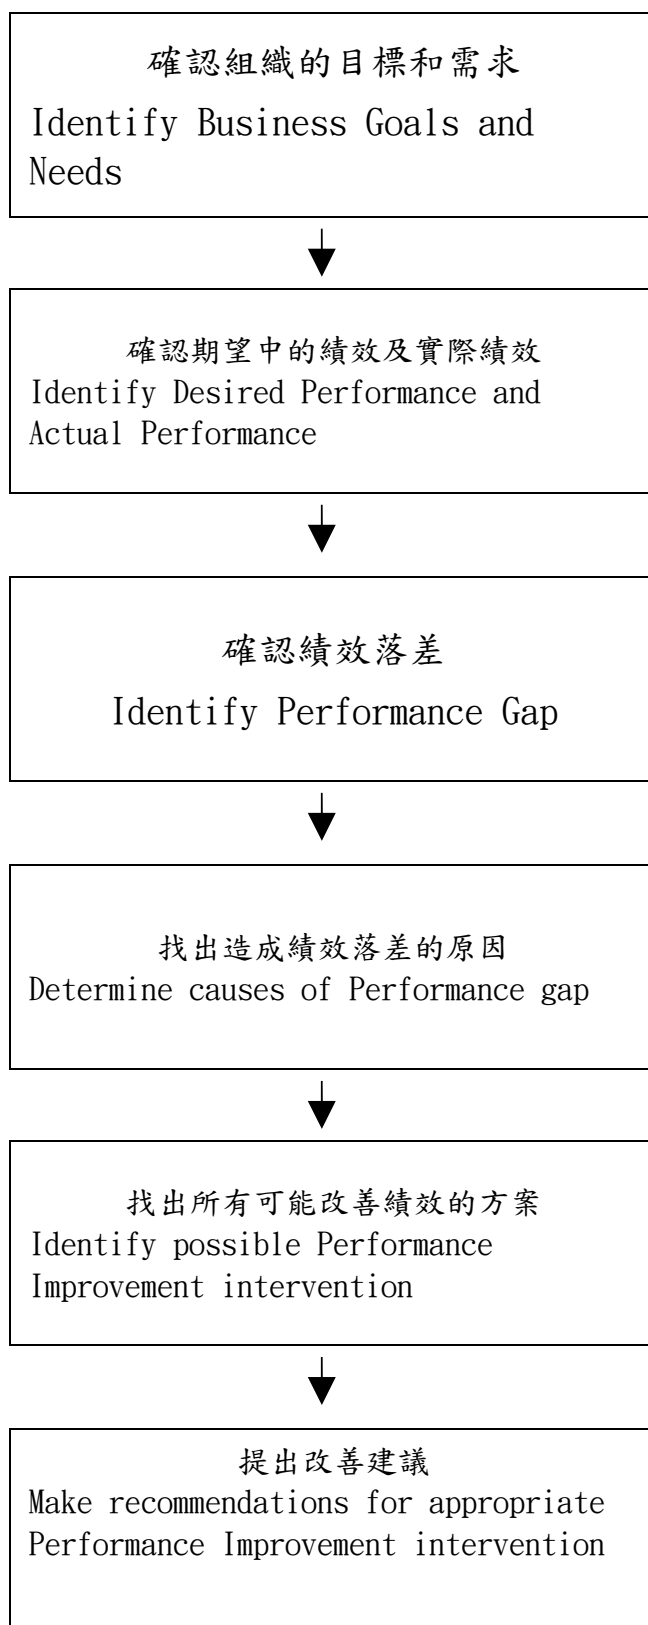 確認組織的目標和需求
Identify Business Goals and
Needs
確認期望中的績效及實際績效
Identify Desired Performance and
Actual Performance
確認績效落差
Identify Performance Gap
找出造成績效落差的原因
Determine causes of Performance gap
找出所有可能改善績效的方案
Identify possible Performance
Improvement intervention
提出改善建議
Make recommendations for appropriate
Performance Improvement intervention